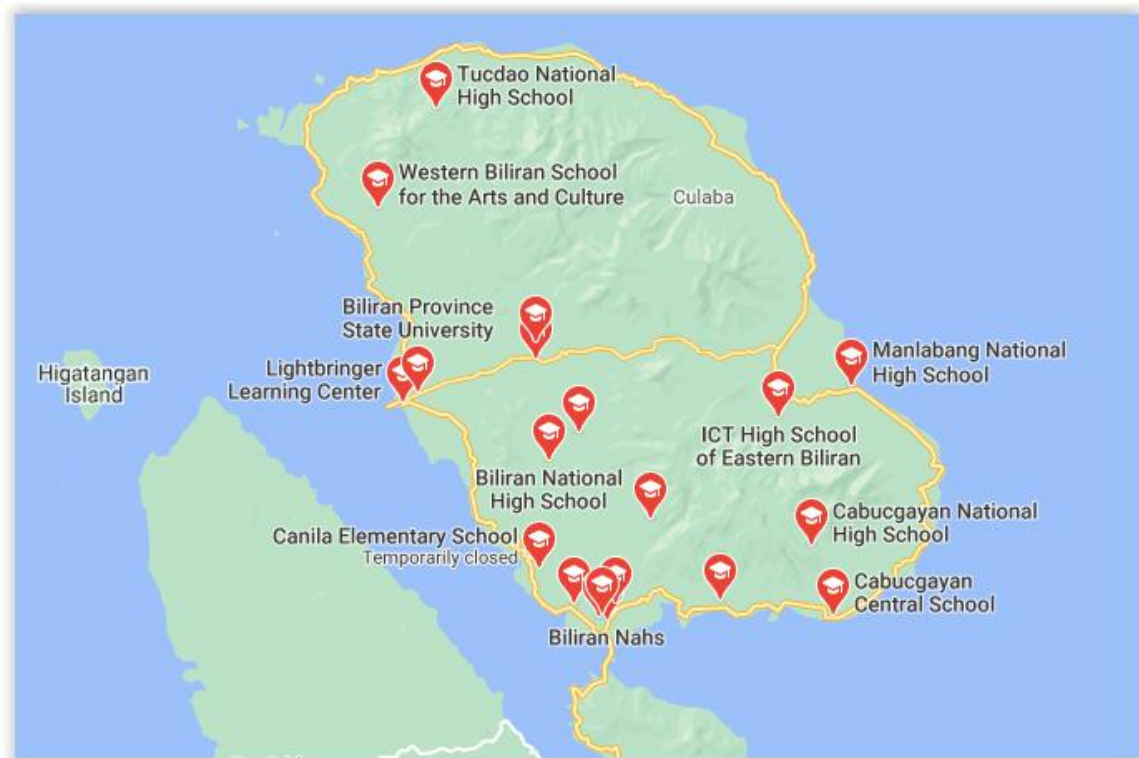 Tucdao National
High School
Western Biliran School
for the Arts and Culture
Culaba
Biliran Province
State University
Manlabang National
High School
Higatangan
Island
Lightbringer
Learning Center
ICT High School
of Eastern Biliran
Biliran National
High School
Cabucgayan National
High School
Canila Elementary School
Temporarily closed
Cabucgayan
Central School
Biliran Nahs